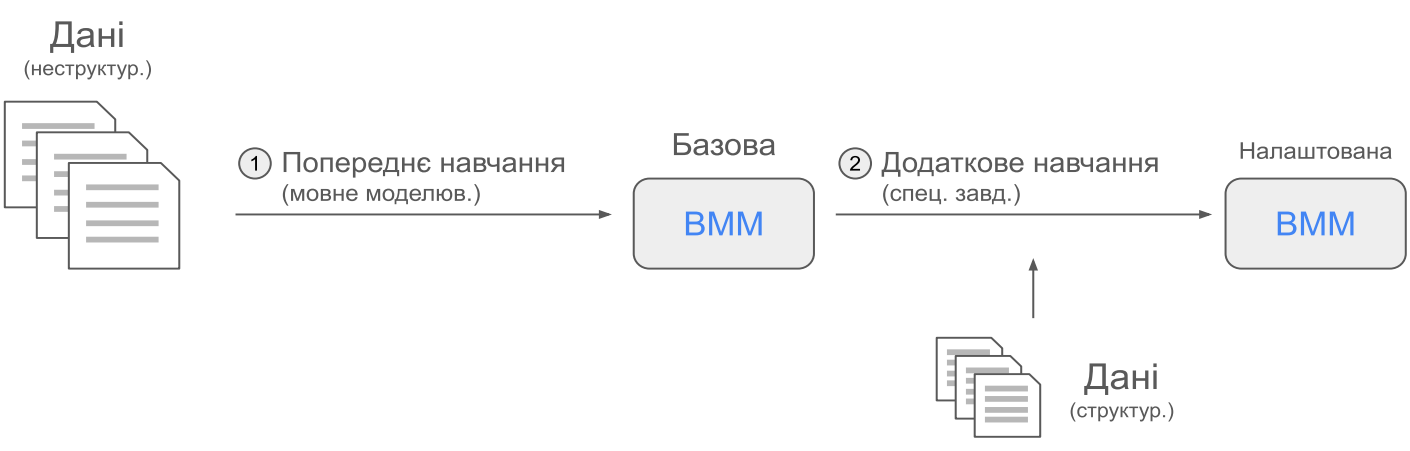 Дані
(неструктур.)
1 Попереднє навчання
(мовне моделюв.)
Базова
ВММ
2 Додаткове навчання
(спец. завд.)
Налаштована
ВММ
Дані
(структур.)